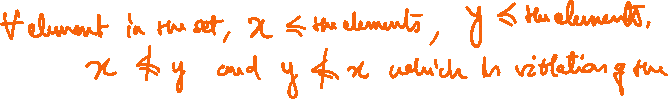 ∀ element in the set, x ≤ the elements, y ≤ the elements.
x ≰ y and y ≰ x which is violation of the